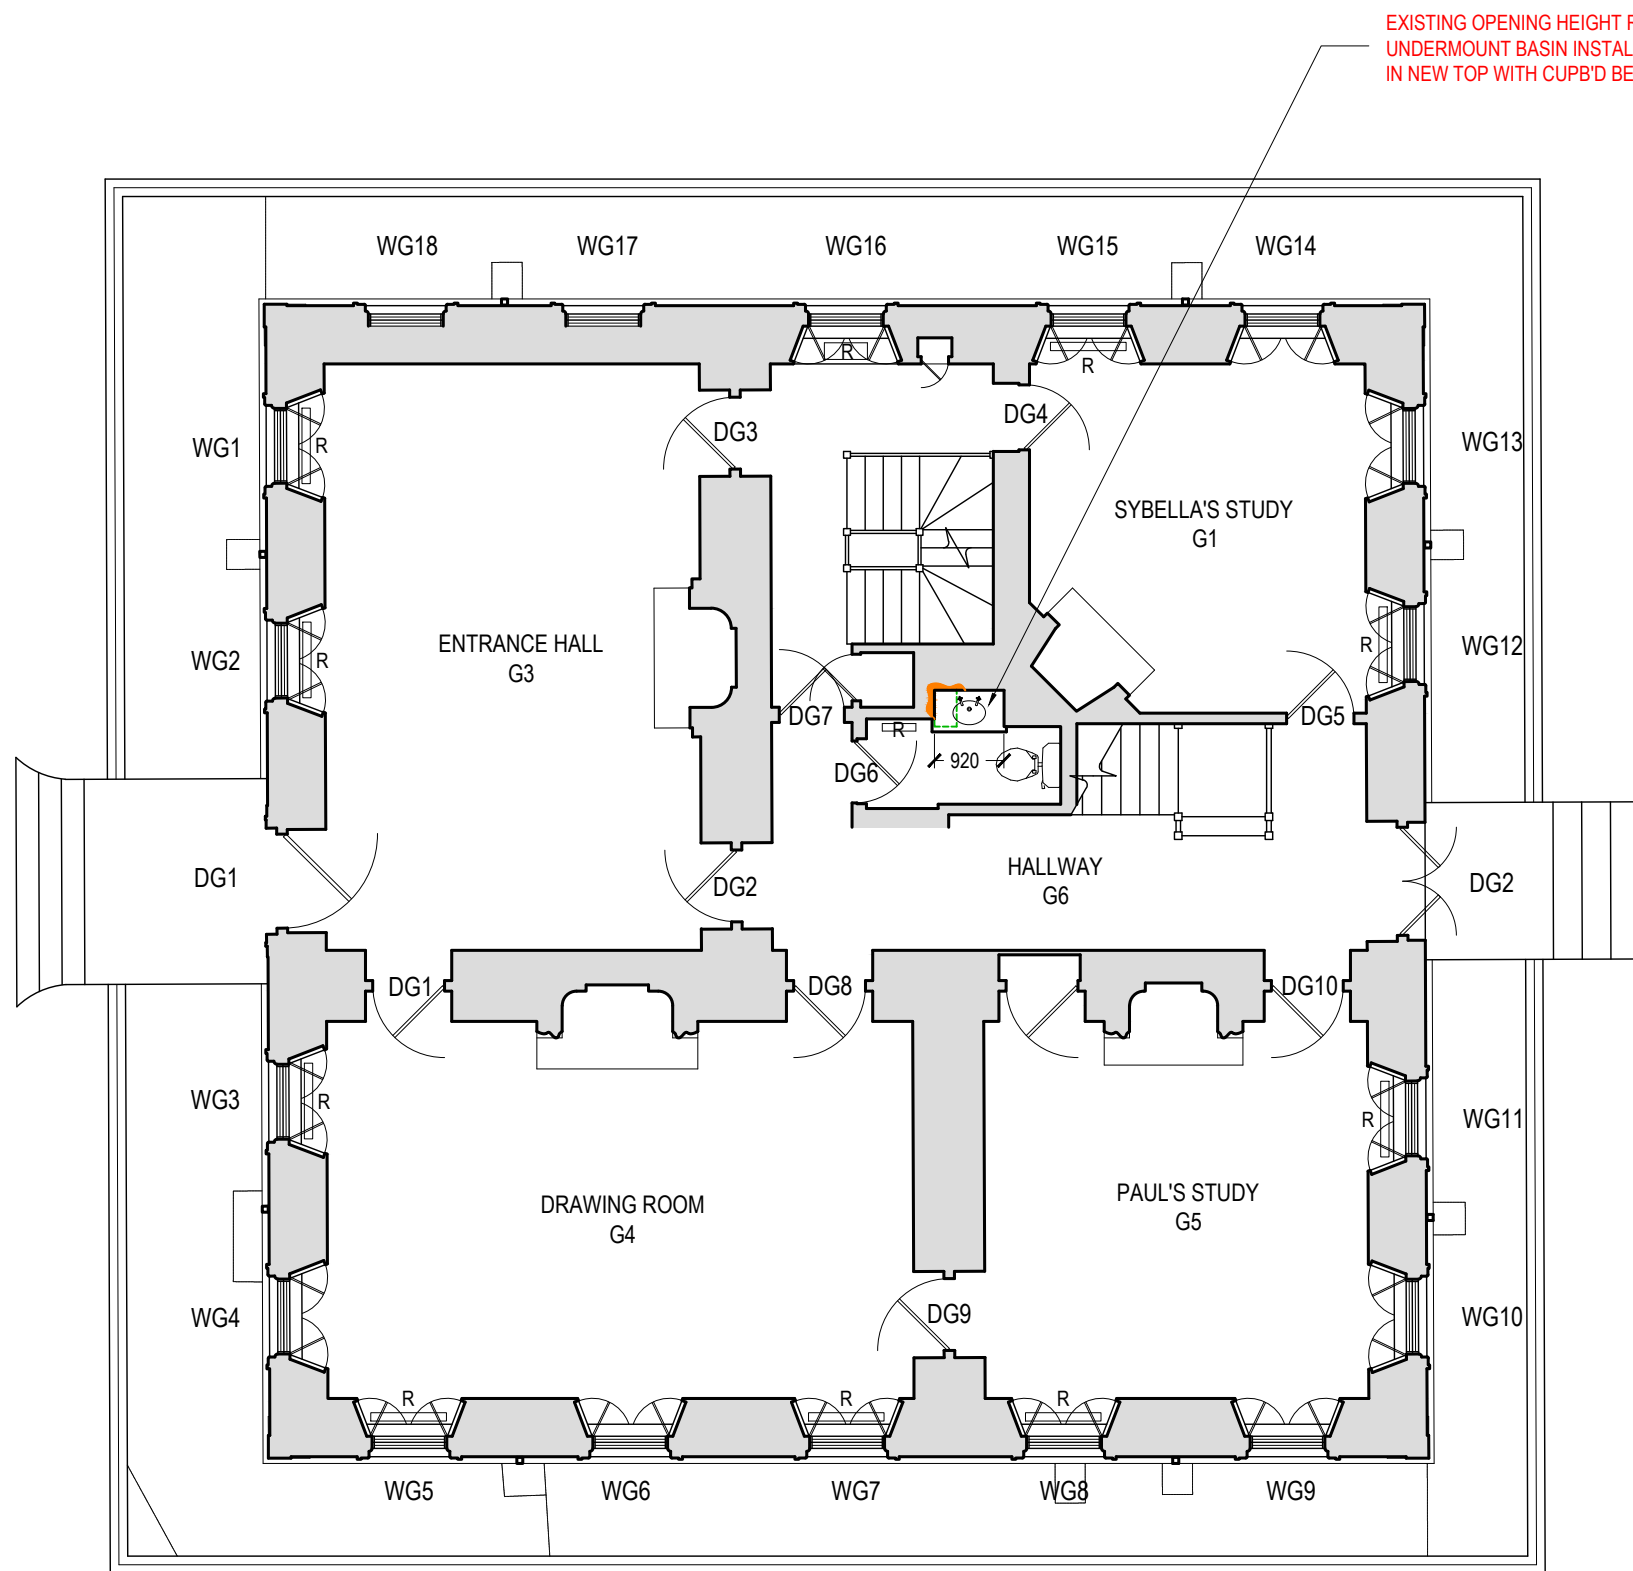 EXISTING OPENING HEIGHT
UNDERMOUNT BASIN
IN NEW TOP WITH CUPB'D
WG18 WG17 WG16 WG15 WG14
R
R
DG4
DG3
WG1
R
WG13
SYBELLA'S STUDY
G1
ENTRANCE HALL
G3
WG2
R
R
WG12
DG7
DG5
R
920
DG6
HALLWAY
G6
DG1
DG2
DG2
DG1
DG8
DG10
WG3
R
R
WG11
DRAWING ROOM
G4
PAUL'S STUDY
G5
WG4
DG9
WG10
R
R
R
WG5 WG6 WG7 WG8 WG9